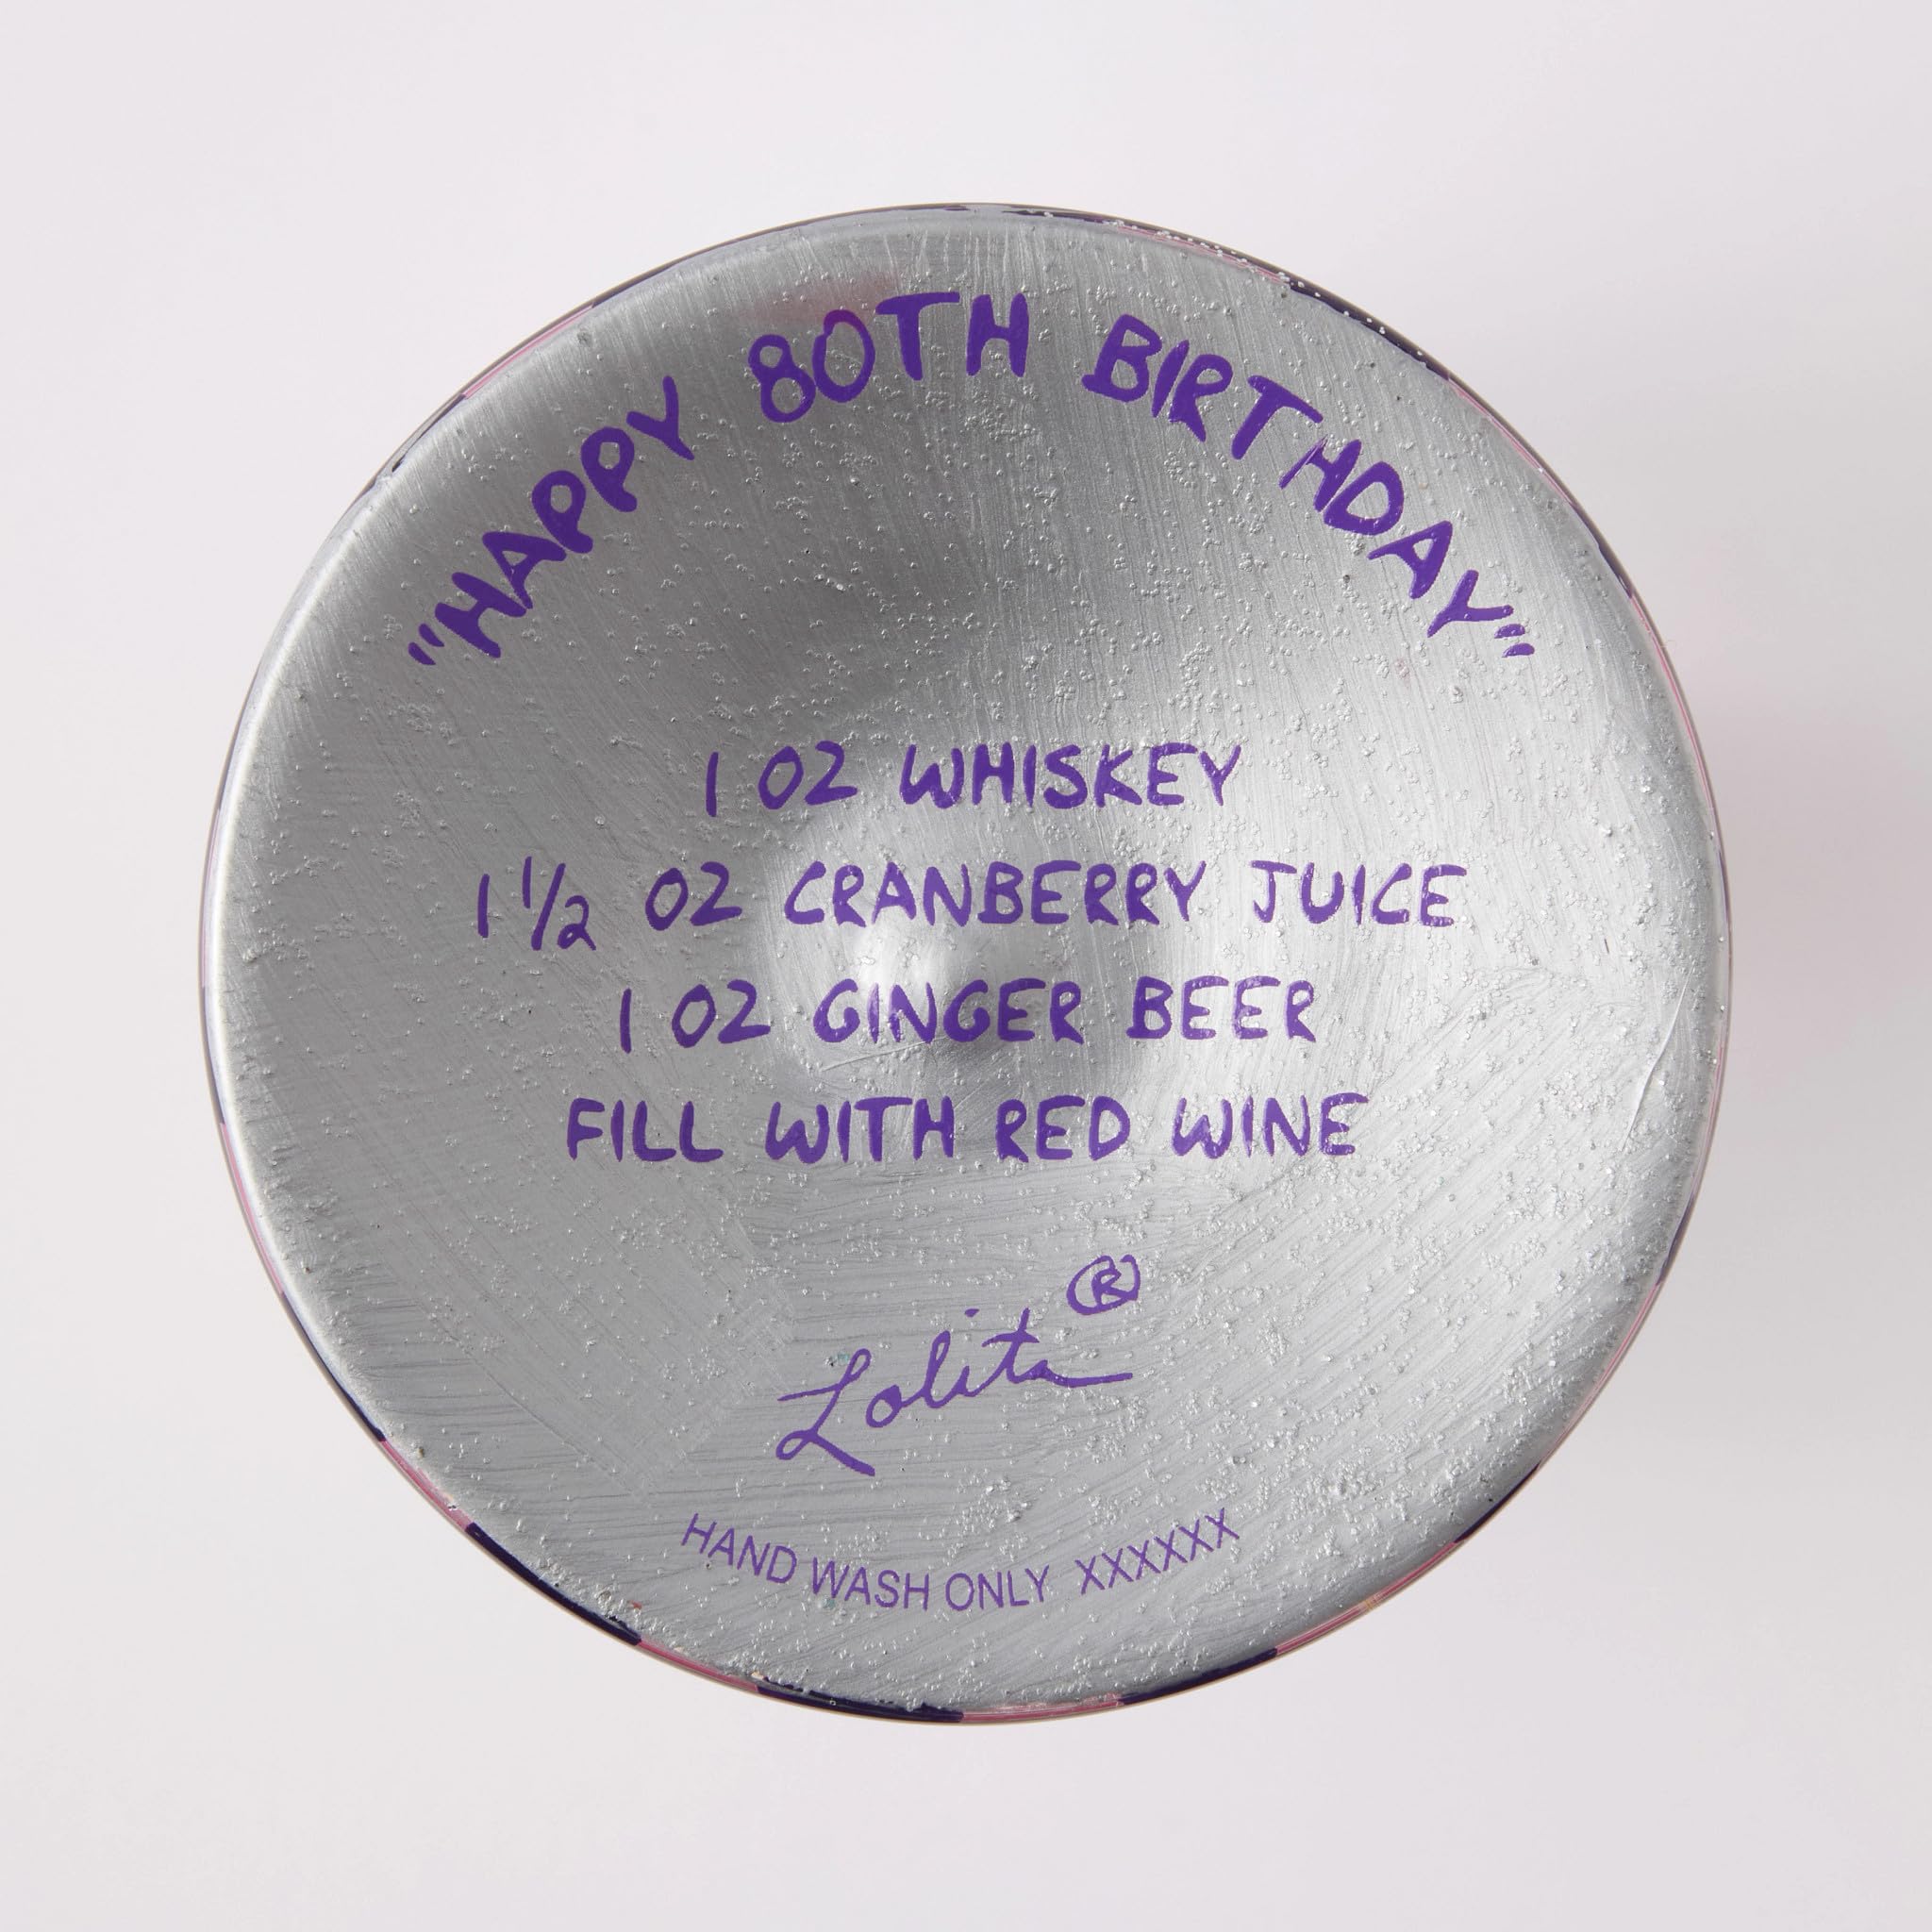 "HAPPY 80TH BIRTHDAY"
1 OZ WHISKEY
1 1/2 OZ CRANBERRY JUICE
1 OZ GINGER BEER
FILL WITH RED WINE
Lolita®
HAND WASH ONLY XXXXXX